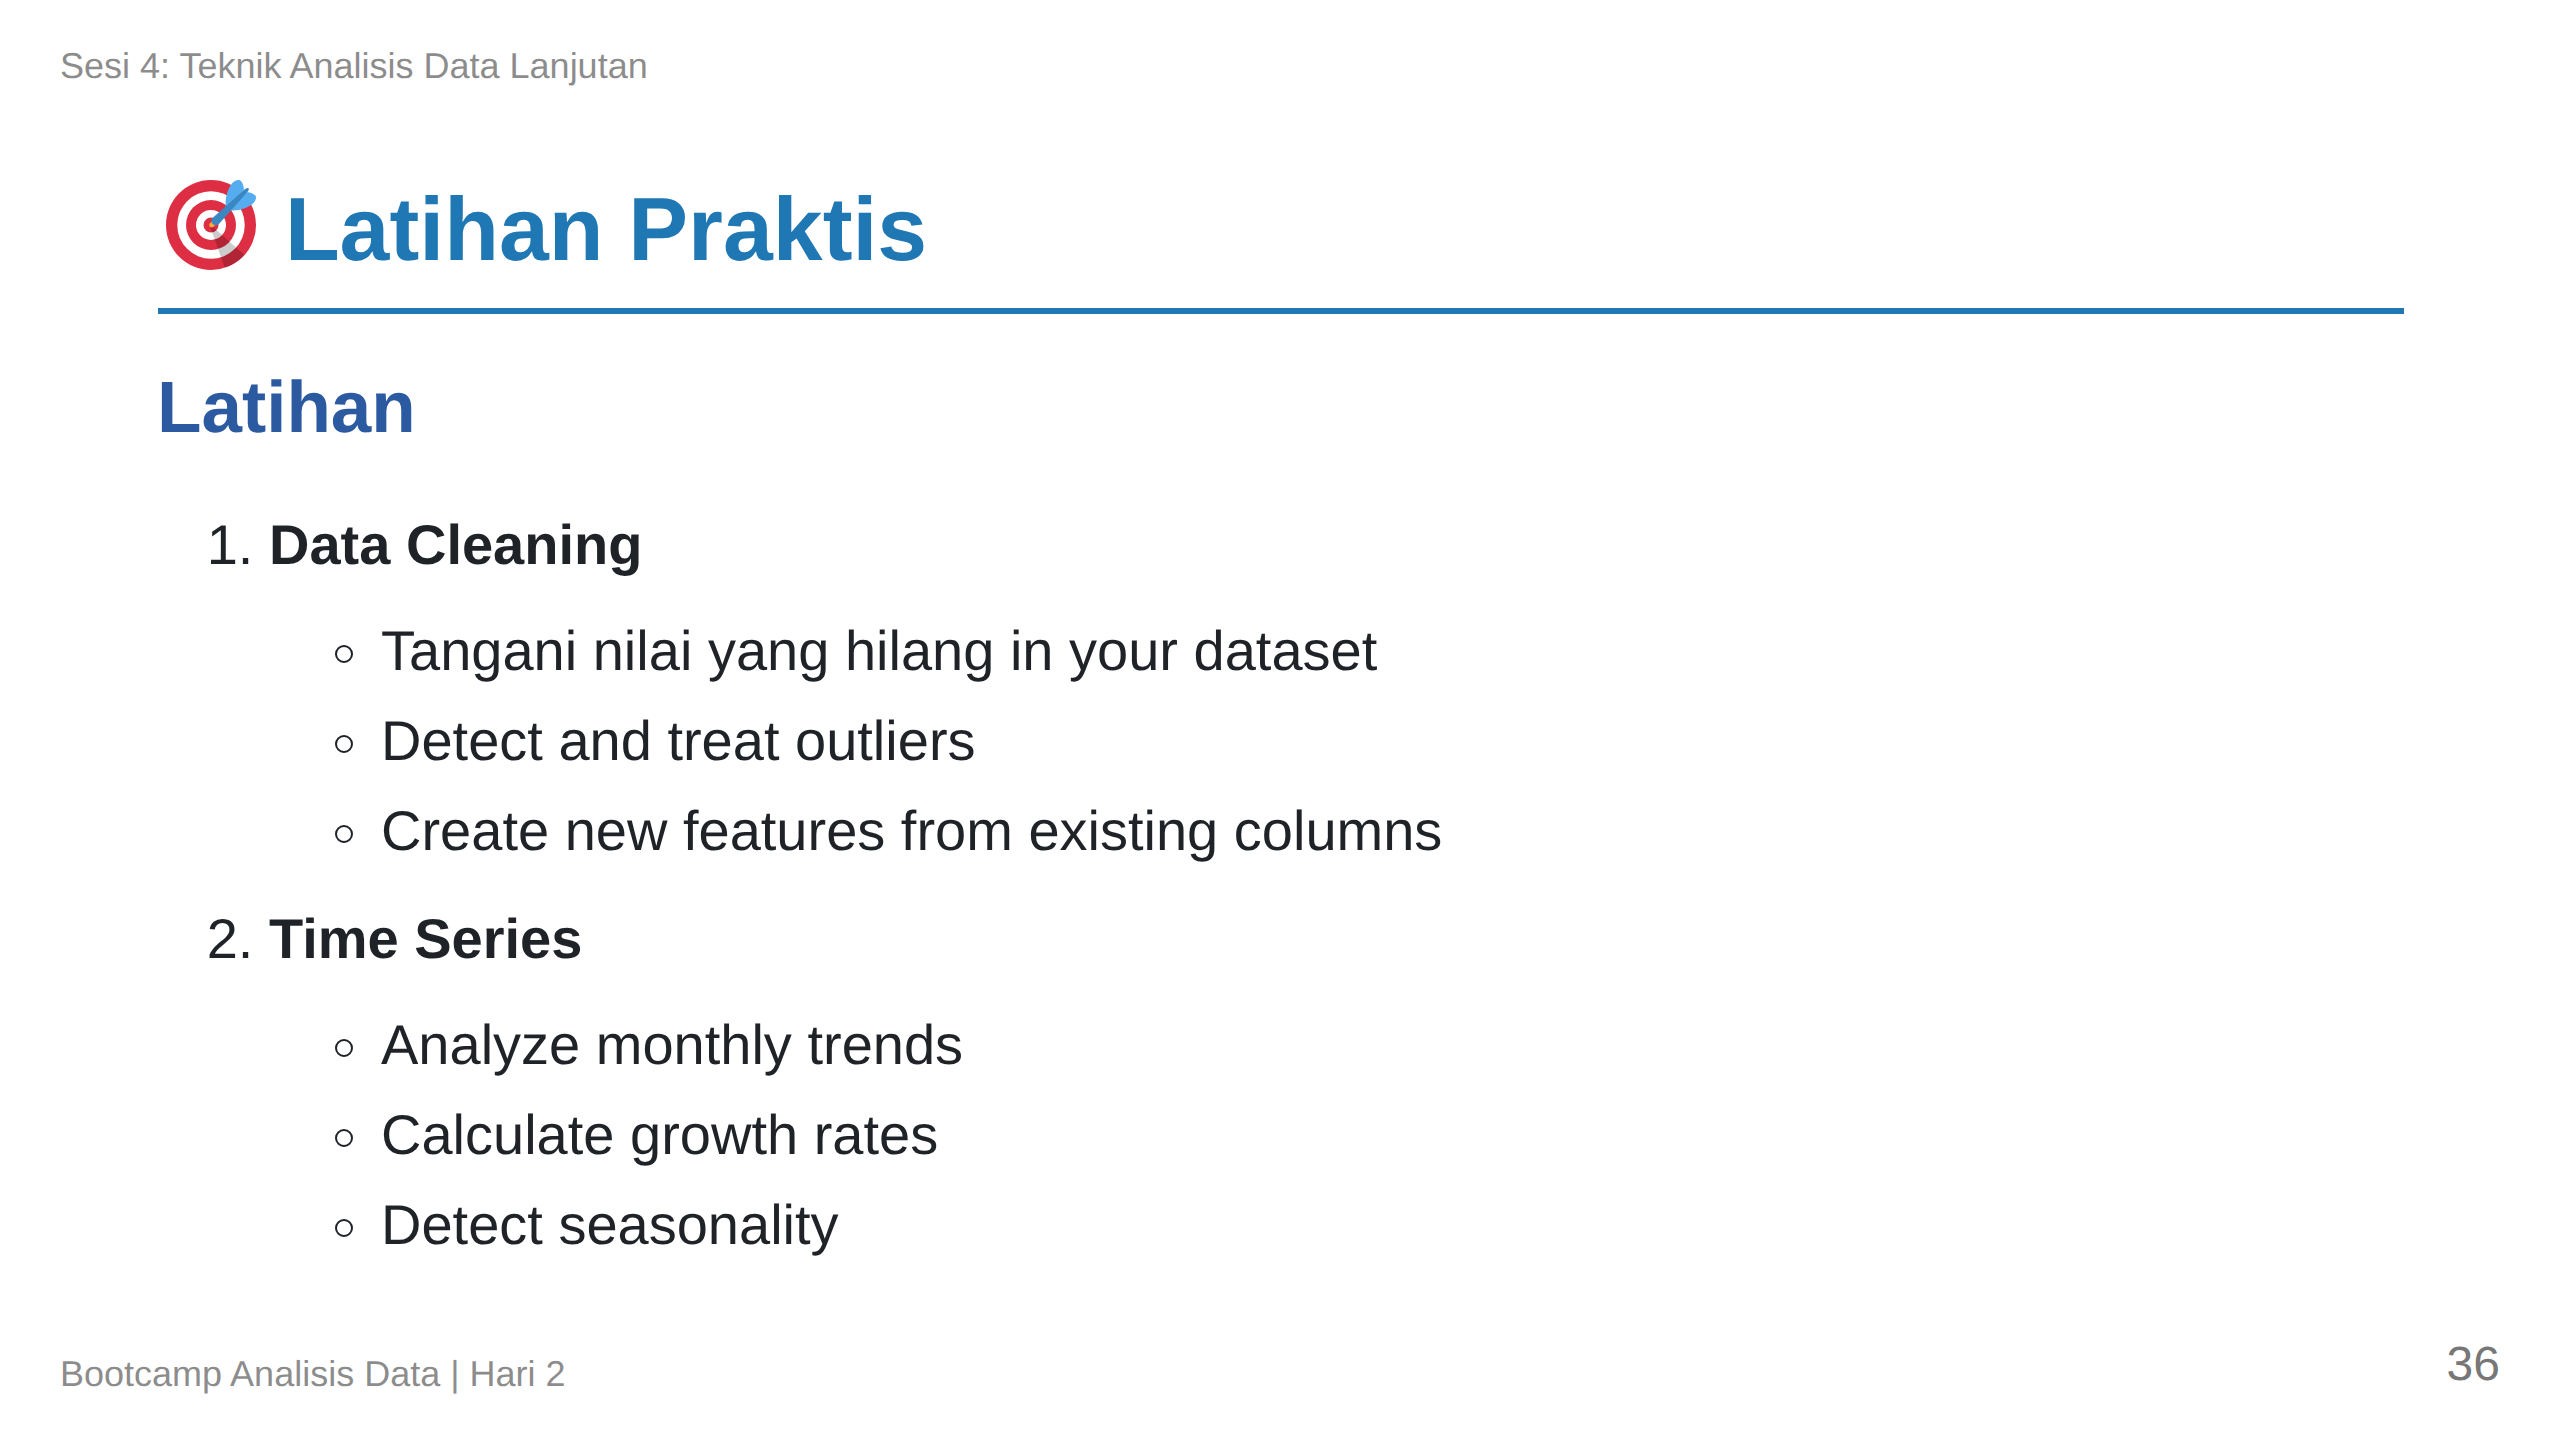 Sesi 4: Teknik Analisis Data Lanjutan
🎯 Latihan Praktis
Latihan
1. Data Cleaning
○ Tangani nilai yang hilang in your dataset
○ Detect and treat outliers
○ Create new features from existing columns
2. Time Series
○ Analyze monthly trends
○ Calculate growth rates
○ Detect seasonality
Bootcamp Analisis Data | Hari 2
36